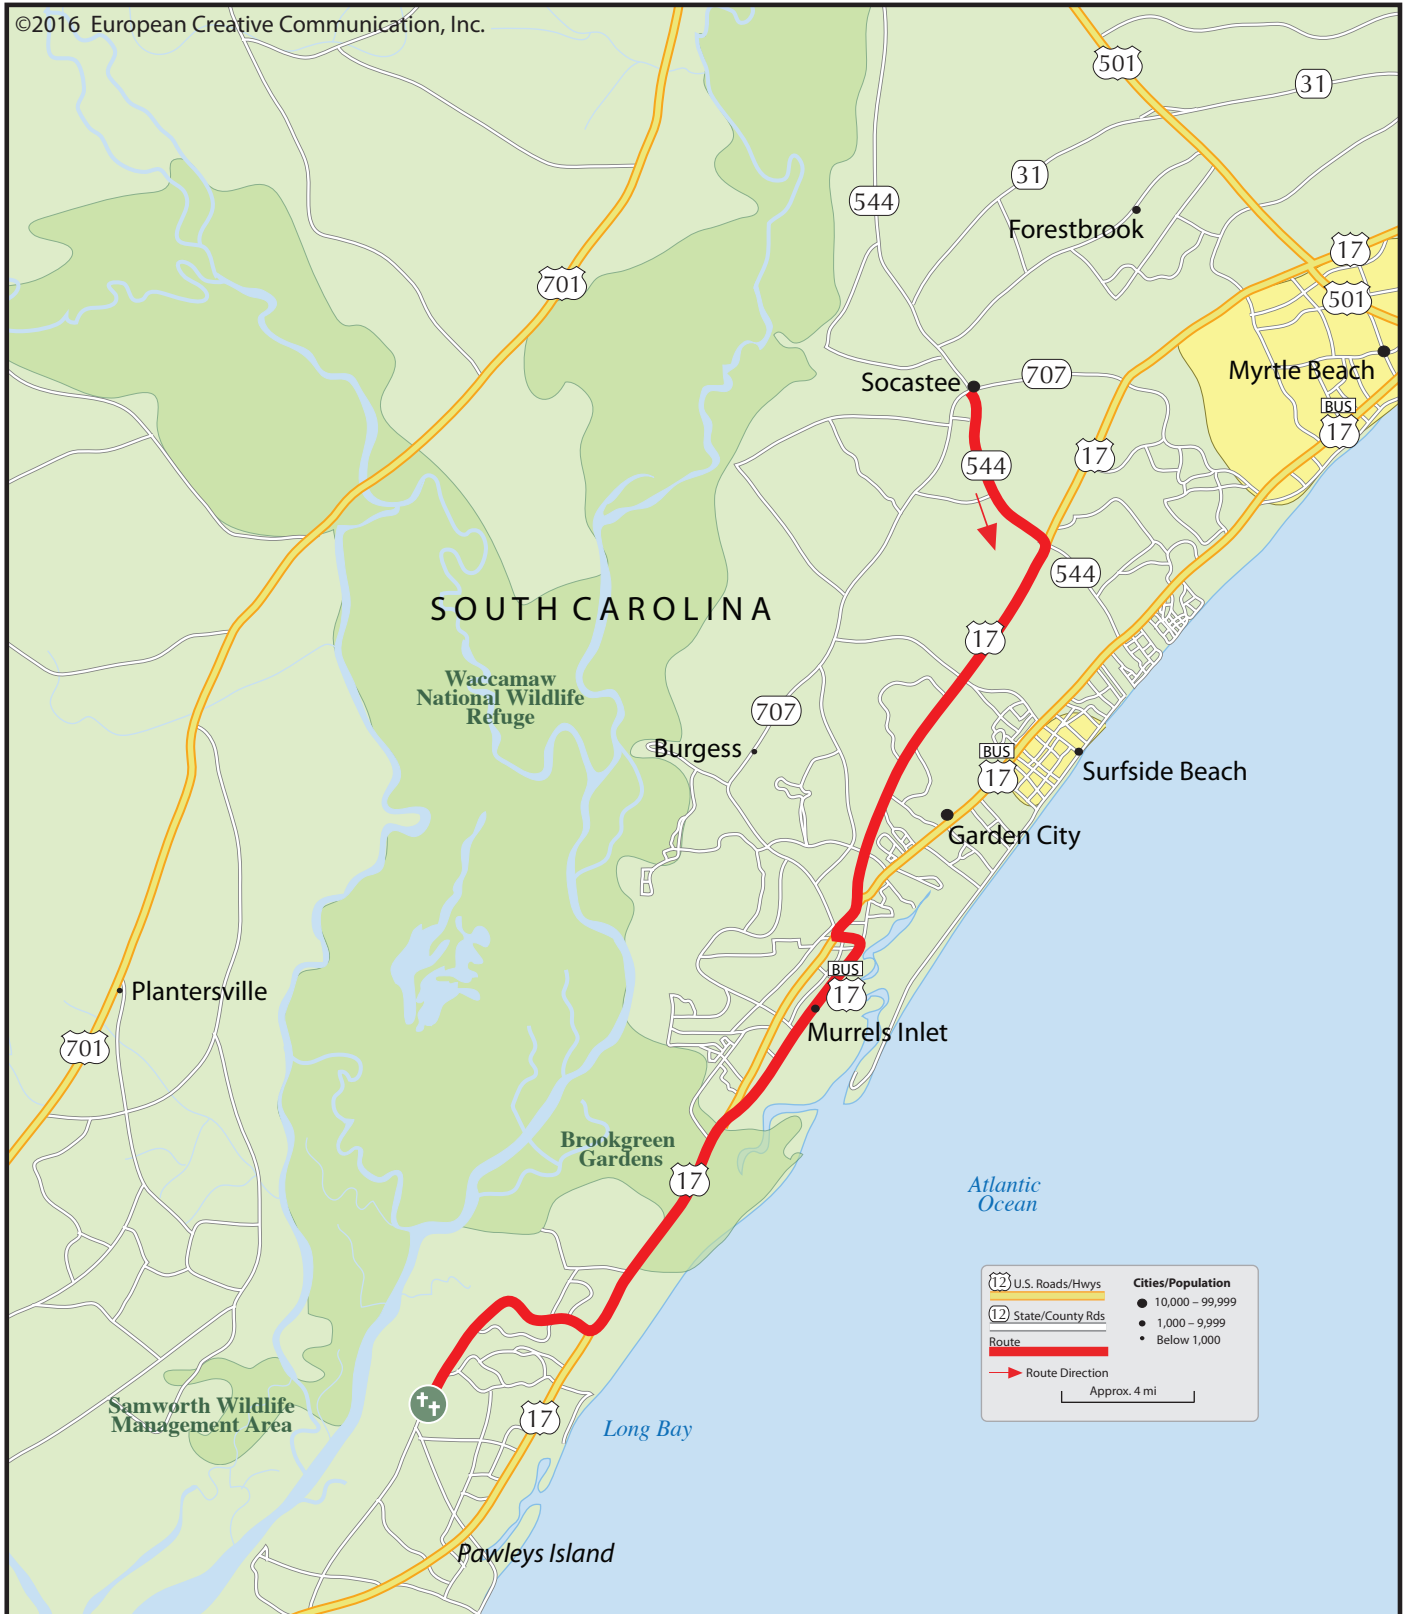 ©2016 European Creative Communication, Inc.
501
31
31
544
Forestbrook
17
701
501
Myrtle Beach
Socastee
707
BUS
17
17
544
544
SOUTH CAROLINA
17
Waccamaw
National Wildlife
Refuge
707
Burgess
BUS
17
Surfside Beach
Garden City
BUS
17
Plantersville
Murrels Inlet
701
Brookgreen
Gardens
17
Atlantic
Ocean
12 U.S. Roads/Hwys
12 State/County Rds
Route
Route Direction
Cities/Population
10,000 – 99,999
1,000 – 9,999
Below 1,000
Approx. 4 mi
Samworth Wildlife
Management Area
17
Long Bay
Pawleys Island